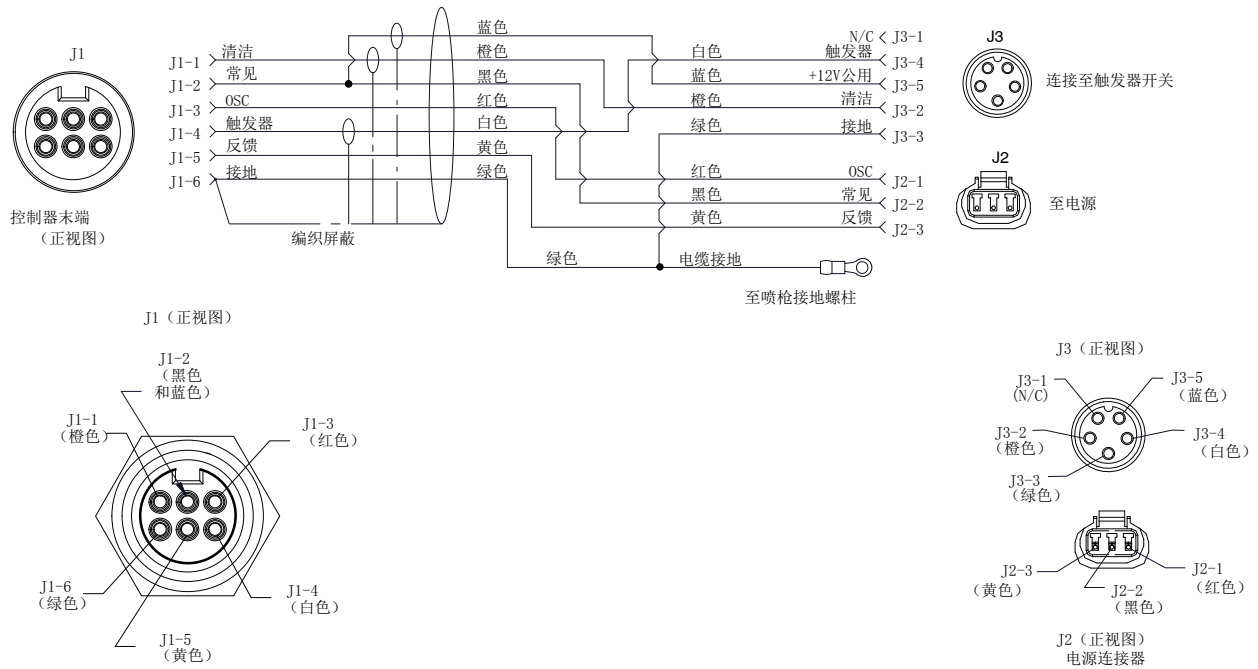 J1
J1-1
清洁
J1-2
常见
J1-3
OSC
J1-4
触发器
J1-5
反馈
J1-6
接地
控制器末端
（正视图）
编织屏蔽
蓝色
橙色
黑色
红色
白色
黄色
绿色
绿色
电缆接地
至喷枪接地螺柱
N/C
J3-1
白色
触发器
J3-4
蓝色
+12V公用
J3-5
橙色
清洁
J3-2
绿色
接地
J3-3
红色
OSC
J2-1
黑色
常见
J2-2
黄色
反馈
J2-3
J3
连接至触发器开关
J2
至电源
J1（正视图）
J1-2
（黑色
和蓝色）
J1-1
（橙色）
J1-3
（红色）
J1-6
（绿色）
J1-4
（白色）
J1-5
（黄色）
J3（正视图）
J3-1
(N/C)
J3-5
（蓝色）
J3-2
（橙色）
J3-4
（白色）
J3-3
（绿色）
J2-3
（黄色）
J2-1
（红色）
J2-2
（黑色）
J2（正视图）
电源连接器